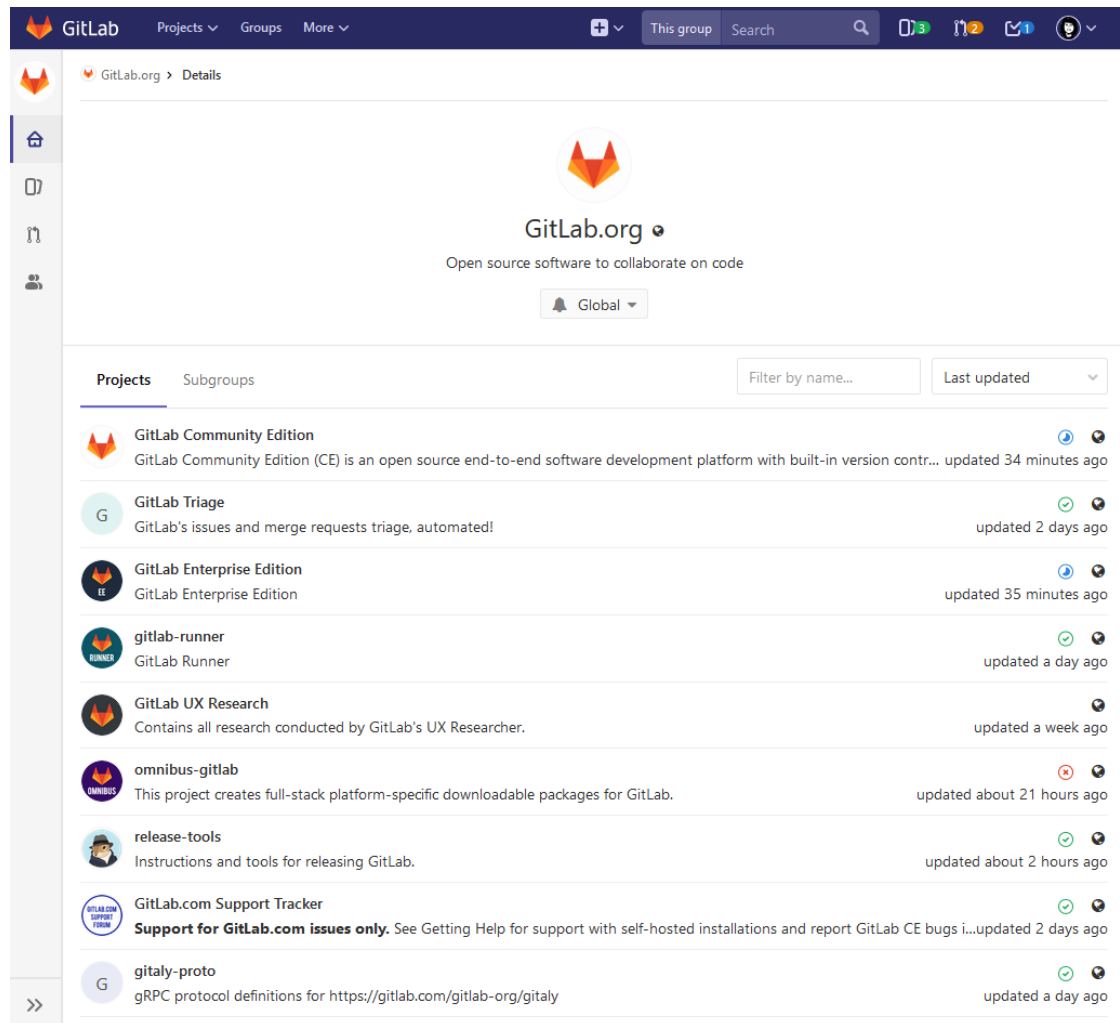 GitLab Projects Groups More This group Search 3 2 1
GitLab.org > Details
GitLab.org
Open source software to collaborate on code
Global
Projects Subgroups Filter by name... Last updated
GitLab Community Edition
GitLab Community Edition (CE) is an open source end-to-end software development platform with built-in version contr... updated 34 minutes ago
G
GitLab Triage
GitLab's issues and merge requests triage, automated! updated 2 days ago
EE
GitLab Enterprise Edition
GitLab Enterprise Edition updated 35 minutes ago
RUNNER
gitlab-runner
GitLab Runner updated a day ago
GitLab UX Research
Contains all research conducted by GitLab's UX Researcher. updated a week ago
OMNIBUS
omnibus-gitlab
This project creates full-stack platform-specific downloadable packages for GitLab. updated about 21 hours ago
release-tools
Instructions and tools for releasing GitLab. updated about 2 hours ago
GITLAB.COM
SUPPORT
FORUM
GitLab.com Support Tracker
Support for GitLab.com issues only. See Getting Help for support with self-hosted installations and report GitLab CE bugs i...updated 2 days ago
G
gitaly-proto
gRPC protocol definitions for https://gitlab.com/gitlab-org/gitaly updated a day ago